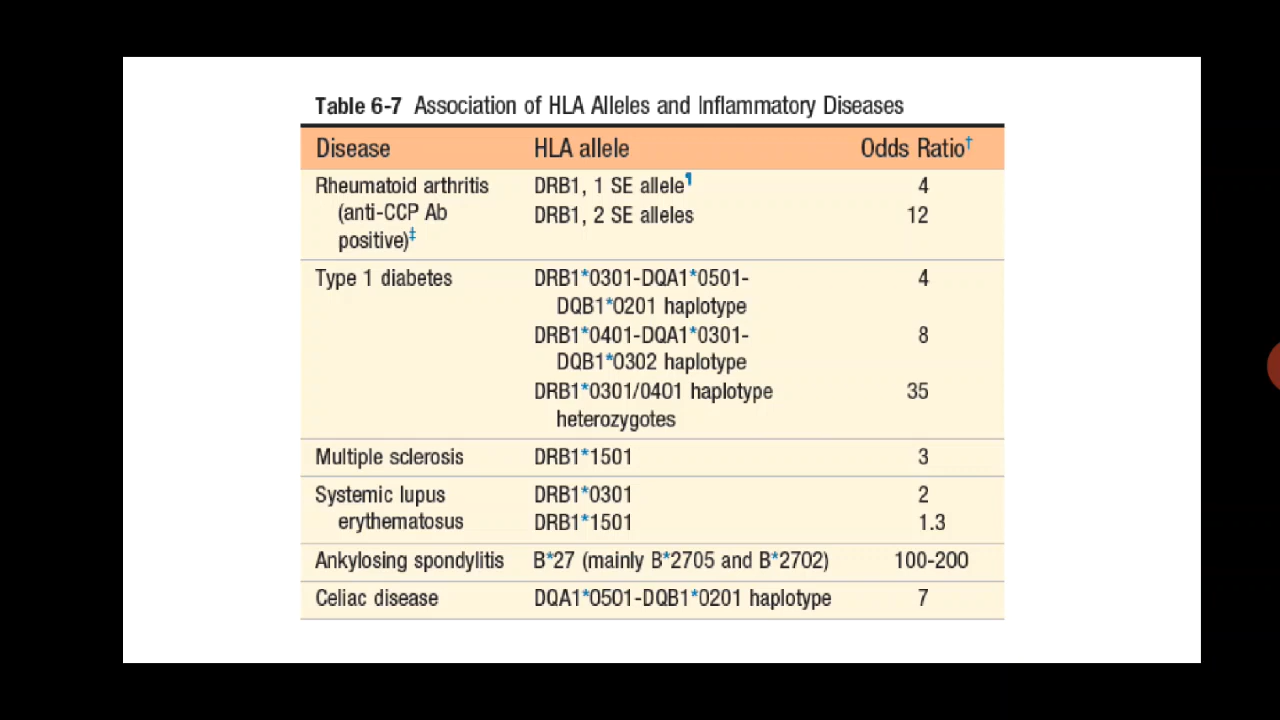 Table 6-7 Association of HLA Alleles and Inflammatory Diseases
Disease HLA allele Odds Ratio†
Rheumatoid arthritis DRB1, 1 SE allele¶ 4
(anti-CCP Ab DRB1, 2 SE alleles 12
positive)‡
Type 1 diabetes DRB1*0301-DQA1*0501- 4
DQB1*0201 haplotype
DRB1*0401-DQA1*0301- 8
DQB1*0302 haplotype
DRB1*0301/0401 haplotype 35
heterozygotes
Multiple sclerosis DRB1*1501 3
Systemic lupus DRB1*0301 2
erythematosus DRB1*1501 1.3
Ankylosing spondylitis B*27 (mainly B*2705 and B*2702) 100-200
Celiac disease DQA1*0501-DQB1*0201 haplotype 7